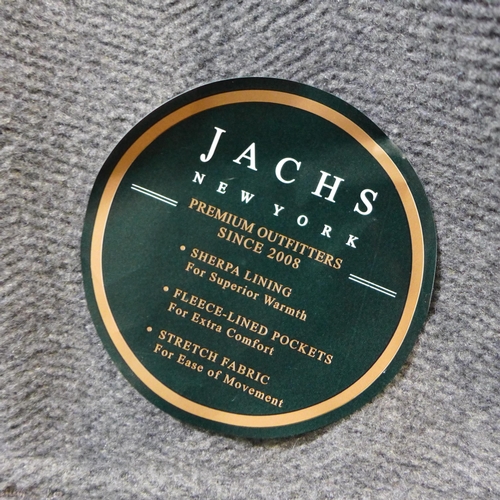 JACHS
NEW YORK
PREMIUM OUTFITTERS
SINCE 2008
• SHERPA LINING
For Superior Warmth
• FLEECE-LINED POCKETS
For Extra Comfort
• STRETCH FABRIC
For Ease of Movement